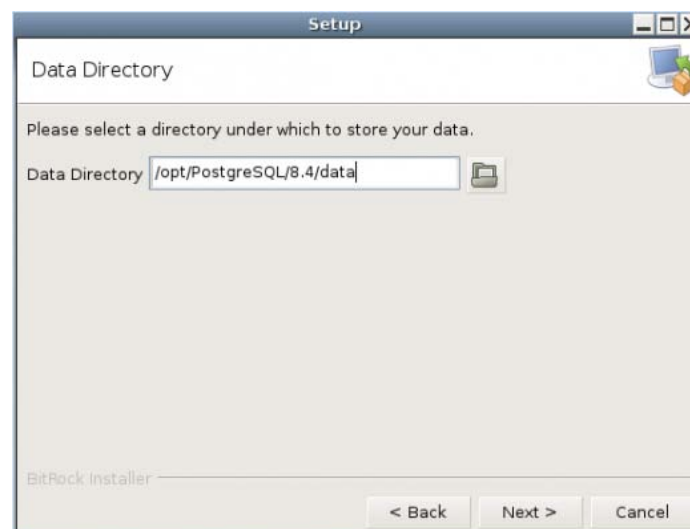 Setup
Data Directory
Please select a directory under which to store your data.
Data Directory /opt/PostgreSQL/8.4/data
BitRock Installer
< Back Next > Cancel